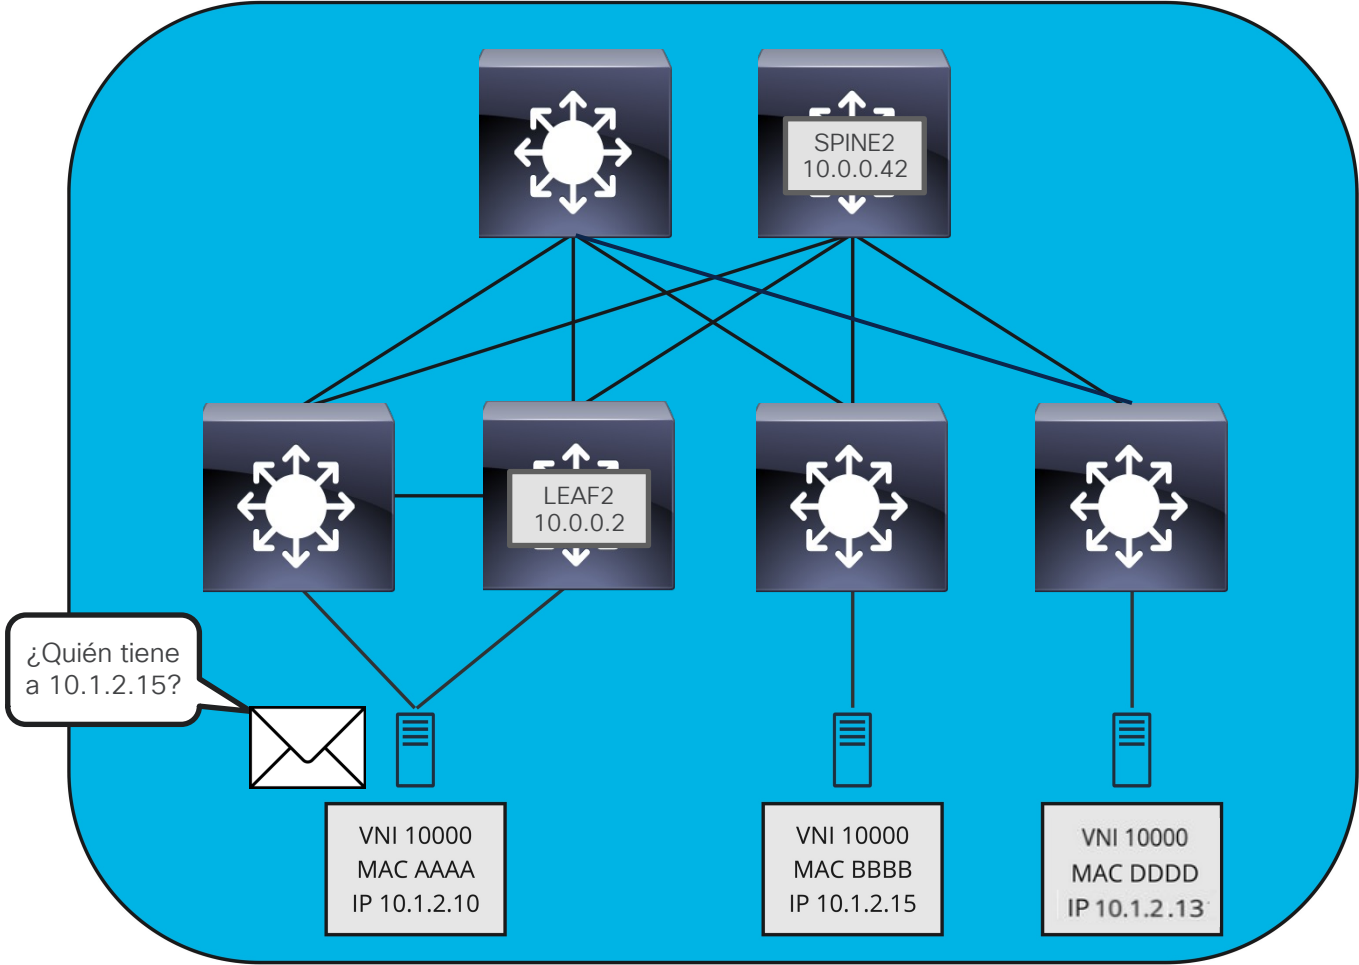 SPINE2
10.0.0.42
LEAF2
10.0.0.2
¿Quién tiene
a 10.1.2.15?
VNI 10000
MAC AAAA
IP 10.1.2.10
VNI 10000
MAC BBBB
IP 10.1.2.15
VNI 10000
MAC DDDD
IP 10.1.2.13